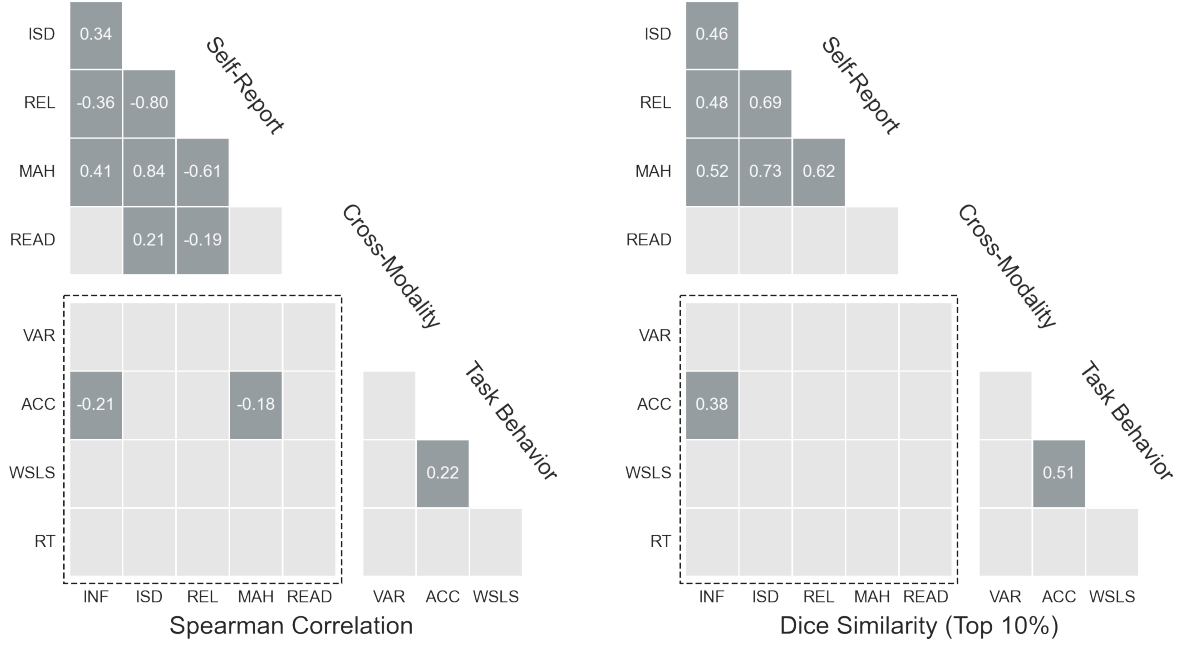 ISD 0.34
REL -0.36 -0.80
MAH 0.41 0.84 -0.61
READ 0.21 -0.19
Self-Report
Cross-Modality
VAR
ACC -0.21 -0.18
WSLS 0.22
RT
Task Behavior
INF ISD REL MAH READ VAR ACC WSLS
Spearman Correlation
ISD 0.46
REL 0.48 0.69
MAH 0.52 0.73 0.62
READ
Self-Report
Cross-Modality
VAR
ACC 0.38
WSLS 0.51
RT
Task Behavior
INF ISD REL MAH READ VAR ACC WSLS
Dice Similarity (Top 10%)